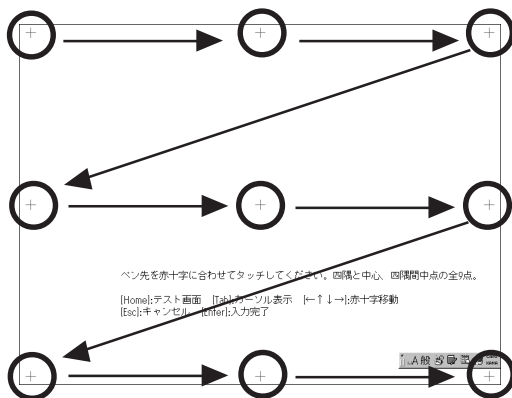 ペン先を赤十字に合わせてタッチしてください。四隅と中心、四隅間中点の全9点。
[Home]:テスト画面 [Tab]:カーソル表示 [←↑↓→]:赤十字移動
[Esc]:キャンセル [Enter]:入力完了
A 般